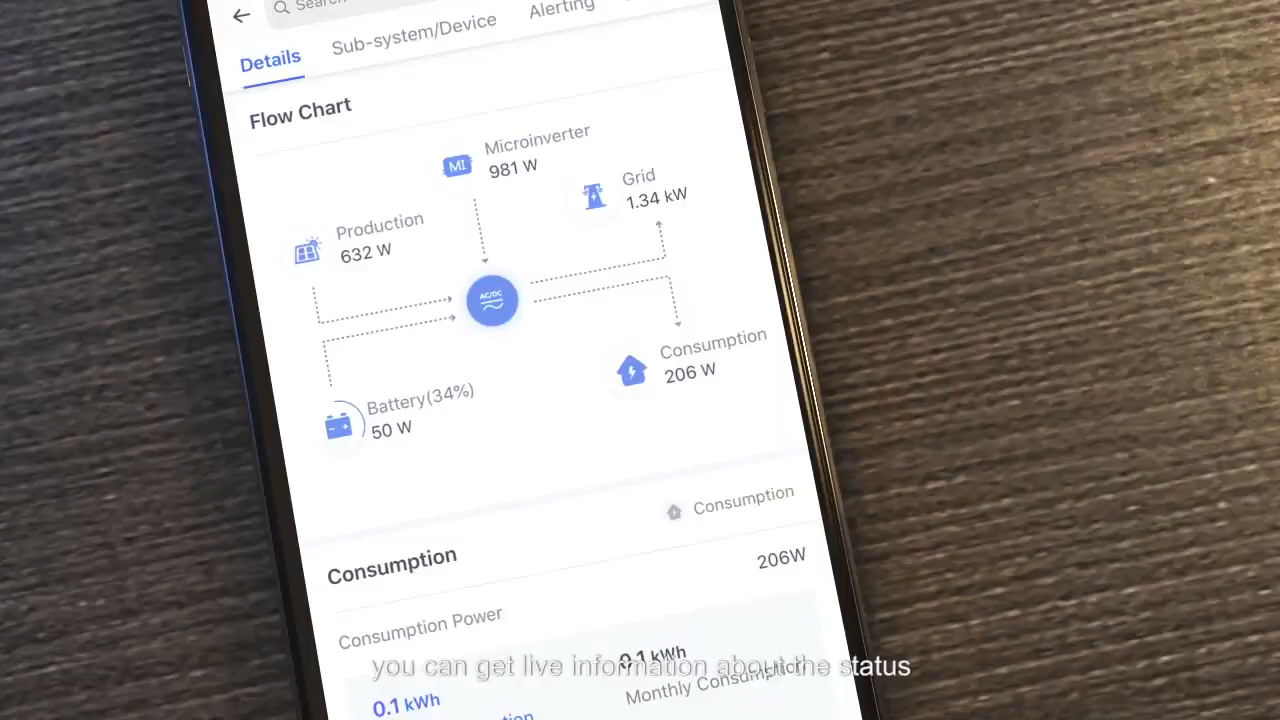 Search
Details
Sub-system/Device
Alerting
Flow Chart
MI
Microinverter
981 W
Grid
1.34 kW
Production
632 W
AC/DC
Consumption
206 W
Battery(34%)
50 W
Consumption
Consumption
206W
Consumption Power
0.1 kWh
0.1 kWh
Monthly Consumption
you can get live information about the status